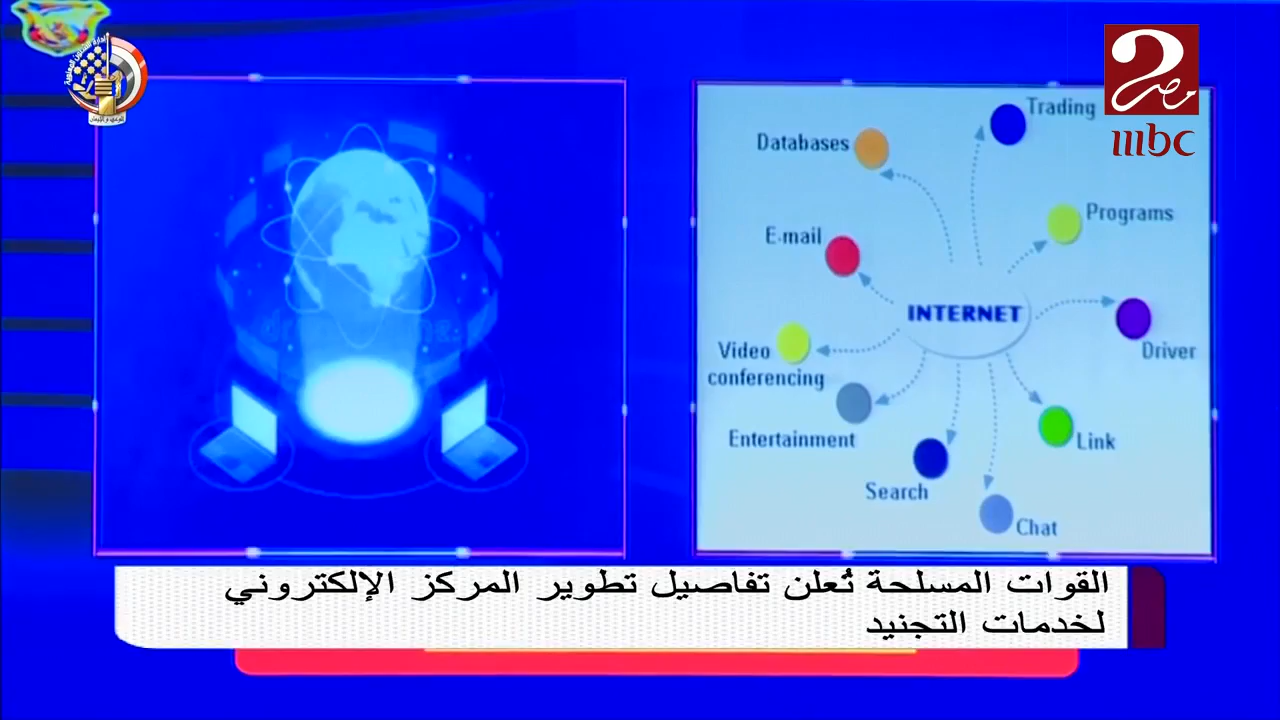 مصر
mbc
Trading
Databases
Programs
E-mail
INTERNET
Driver
Video
conferencing
Entertainment
Link
Search
Chat
القوات المسلحة تُعلن تفاصيل تطوير المركز الإلكتروني
لخدمات التجنيد